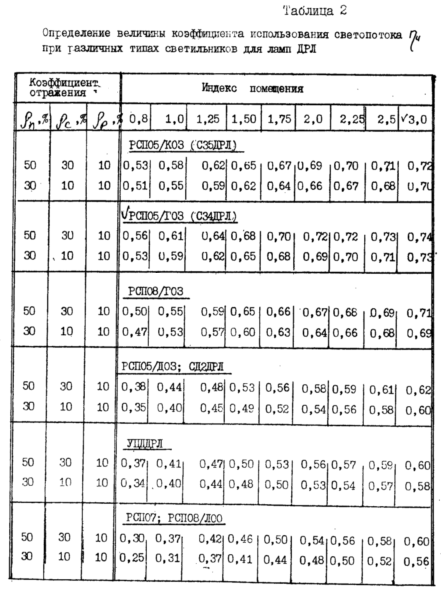 Таблица 2
Определение величины коэффициента использования светопотока ηи
при различных типах светильников для ламп ДРЛ
Коэффициент отражения Индекс помещения
ρп,% ρс,% ρр,% 0,8 1,0 1,25 1,50 1,75 2,0 2,25 2,5 √3,0
РСП05/КОЗ (С35ДРЛ)
50 30 10 0,53 0,58 0,62 0,65 0,67 0,69 0,70 0,71 0,72
30 10 10 0,51 0,55 0,59 0,62 0,64 0,66 0,67 0,68 0,70
√РСП05/ГОЗ (С34ДРЛ)
50 30 10 0,56 0,61 0,64 0,68 0,70 0,72 0,72 0,73 0,74
30 10 10 0,53 0,59 0,62 0,65 0,68 0,69 0,70 0,71 0,73
РСП08/ГОЗ
50 30 10 0,50 0,55 0,59 0,65 0,66 0,67 0,68 0,69 0,71
30 10 10 0,47 0,53 0,57 0,60 0,63 0,64 0,66 0,68 0,69
РСП05/ДОЗ; СД2ДРЛ
50 30 10 0,38 0,44 0,48 0,53 0,56 0,58 0,59 0,61 0,62
30 10 10 0,35 0,40 0,45 0,49 0,52 0,54 0,56 0,58 0,60
УПДДРЛ
50 30 10 0,37 0,41 0,47 0,50 0,53 0,56 0,57 0,59 0,60
30 10 10 0,34 0,40 0,44 0,48 0,50 0,53 0,54 0,57 0,58
РСП07; РСП08/ЛОО
50 30 10 0,30 0,37 0,42 0,46 0,50 0,54 0,56 0,58 0,60
30 10 10 0,25 0,31 0,37 0,41 0,44 0,48 0,50 0,52 0,56